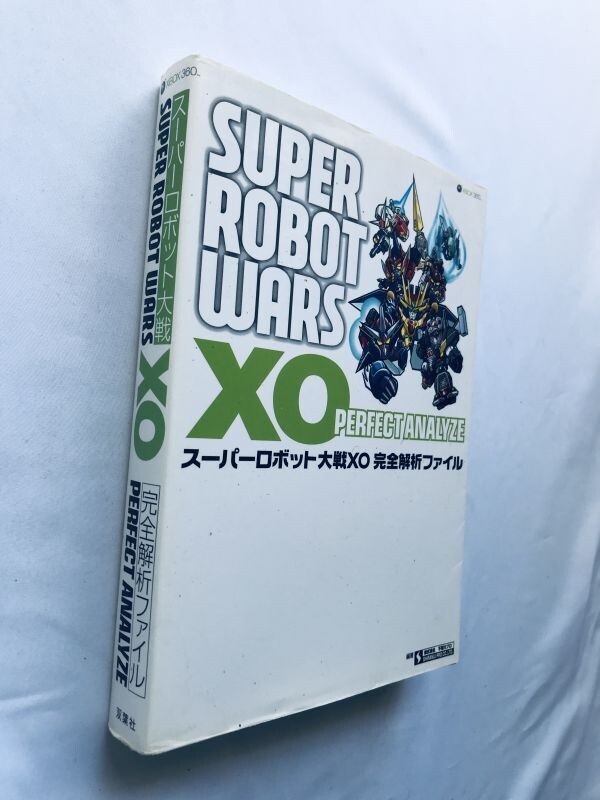 XBOX 360
スーパーロボット大戦
SUPER ROBOT WARS
XO
完全解析ファイル
PERFECT ANALYZE
双葉社
XBOX 360
SUPER
ROBOT
WARS
XO
PERFECT ANALYZE
スーパーロボット大戦XO 完全解析ファイル